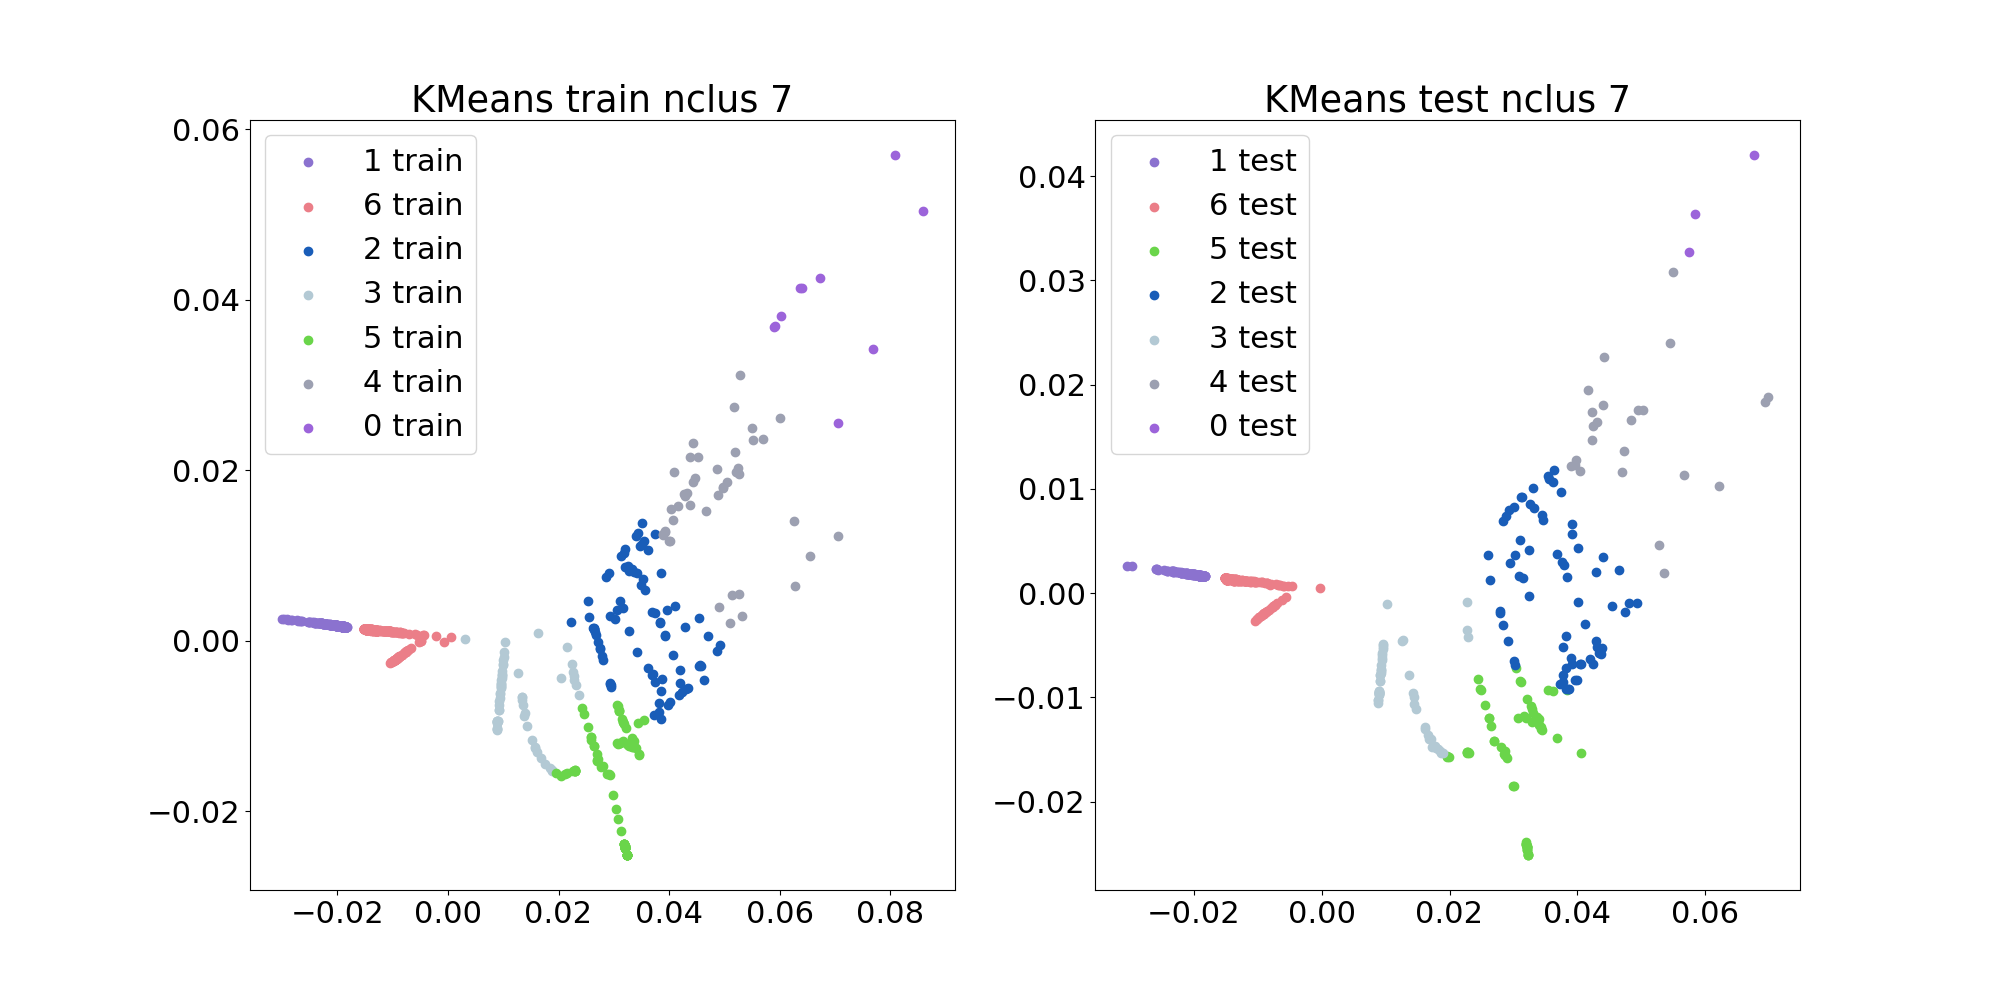 KMeans train nclus 7
0.06
0.04
0.02
0.00
−0.02
−0.02 0.00 0.02 0.04 0.06 0.08
1 train
6 train
2 train
3 train
5 train
4 train
0 train
KMeans test nclus 7
0.04
0.03
0.02
0.01
0.00
−0.01
−0.02
−0.02 0.00 0.02 0.04 0.06
1 test
6 test
5 test
2 test
3 test
4 test
0 test